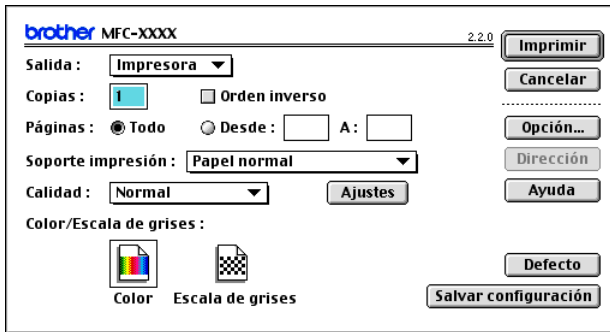 brother MFC-XXXX 2.2.0 Imprimir
Salida : Impresora
Cancelar
Copias : 1 Orden inverso
Páginas : Todo Desde : A : Opción...
Soporte impresión : Papel normal Dirección
Calidad : Normal Ajustes Ayuda
Color/Escala de grises :
Defecto
Color Escala de grises Salvar configuración